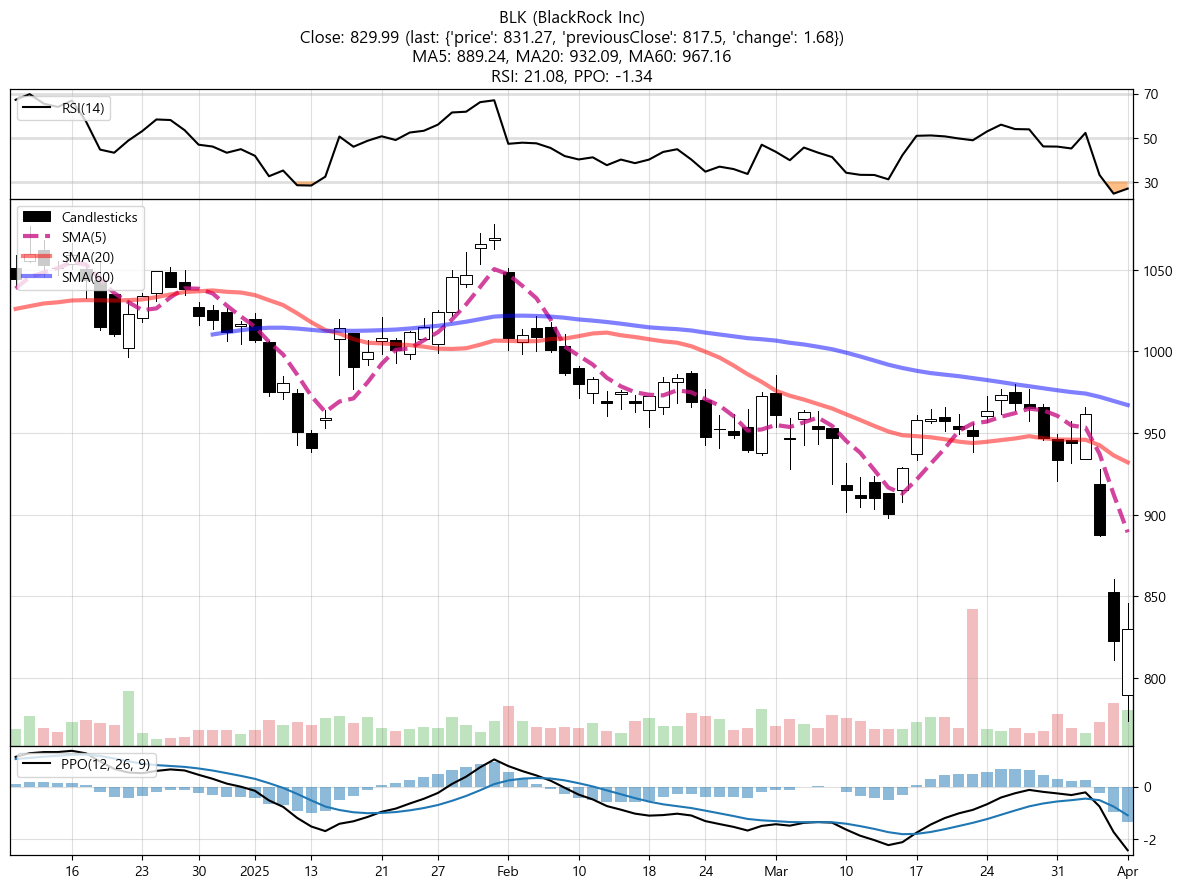 BLK (BlackRock Inc)
Close: 829.99 (last: {'price': 831.27, 'previousClose': 817.5, 'change': 1.68})
MA5: 889.24, MA20: 932.09, MA60: 967.16
RSI: 21.08, PPO: -1.34
RSI(14)
70
50
30
Candlesticks
SMA(5)
SMA(20)
SMA(60)
1050
1000
950
900
850
800
PPO(12, 26, 9)
0
-2
16 23 30 2025 13 21 27 Feb 10 18 24 Mar 10 17 24 31 Apr